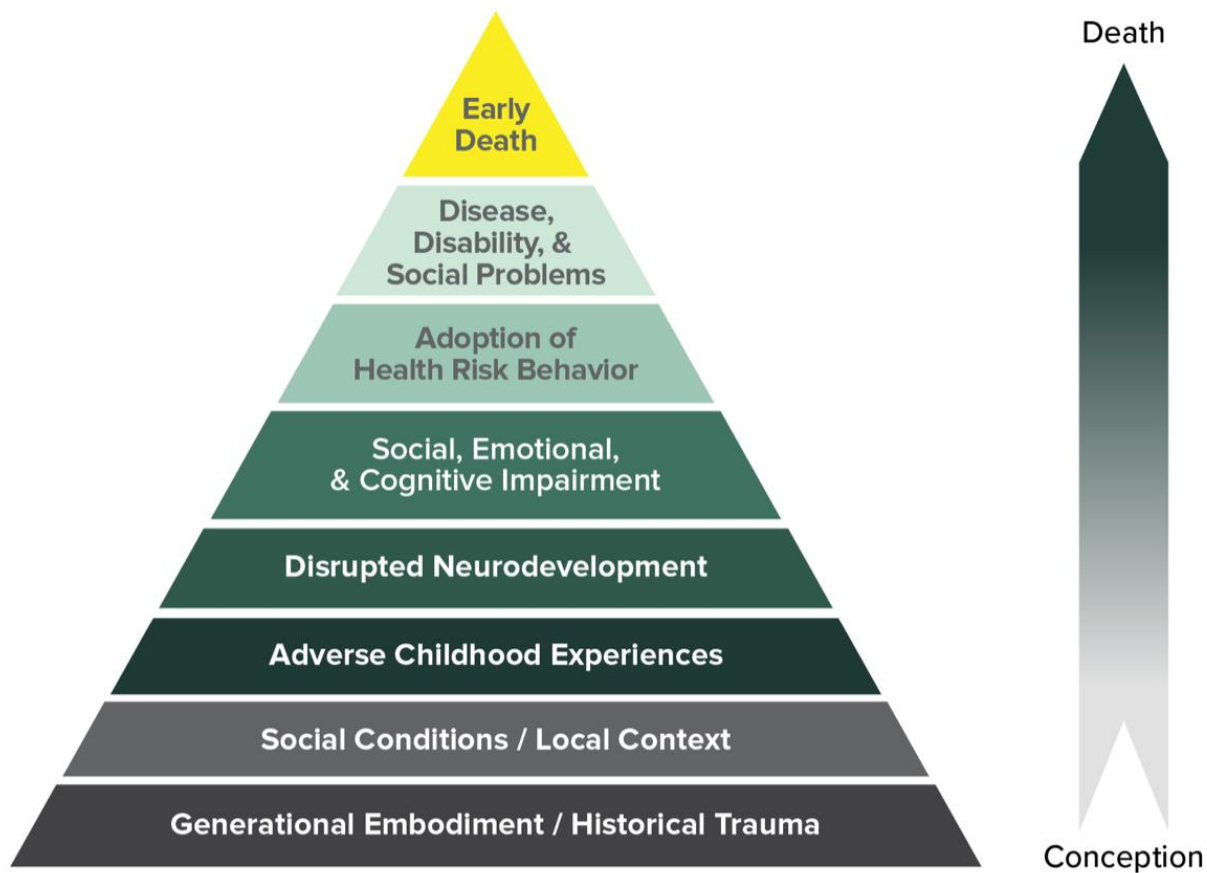 Death
Early
Death
Disease,
Disability, &
Social Problems
Adoption of
Health Risk Behavior
Social, Emotional,
& Cognitive Impairment
Disrupted Neurodevelopment
Adverse Childhood Experiences
Social Conditions / Local Context
Generational Embodiment / Historical Trauma
Conception